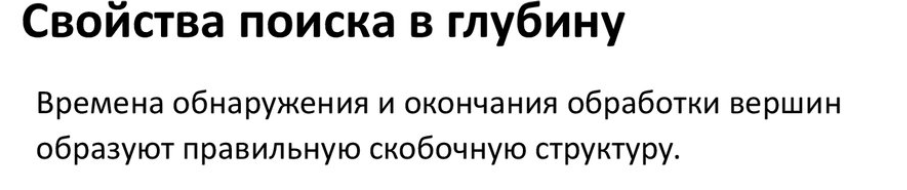 Свойства поиска в глубину
Времена обнаружения и окончания обработки вершин
образуют правильную скобочную структуру.